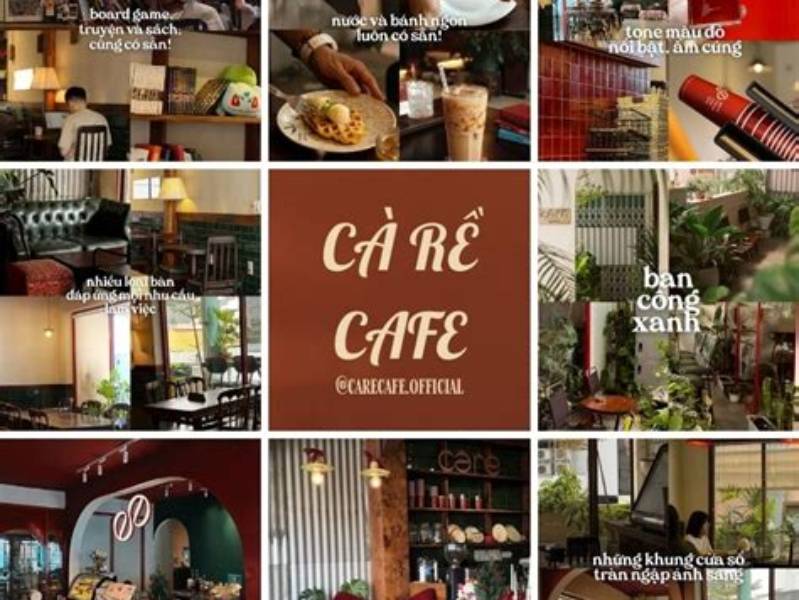 board game,
truyện và sách,
cũng có sẵn!
nước và bánh ngon
luôn có sẵn!
tone màu đỏ
nổi bật, ấm cúng
nhiều loại bàn
đáp ứng mọi nhu cầu
làm việc
CÀ RỀ
CAFE
@CARECAFE.OFFICIAL
ban
công
xanh
care
những khung cửa sổ
tràn ngập ánh sáng